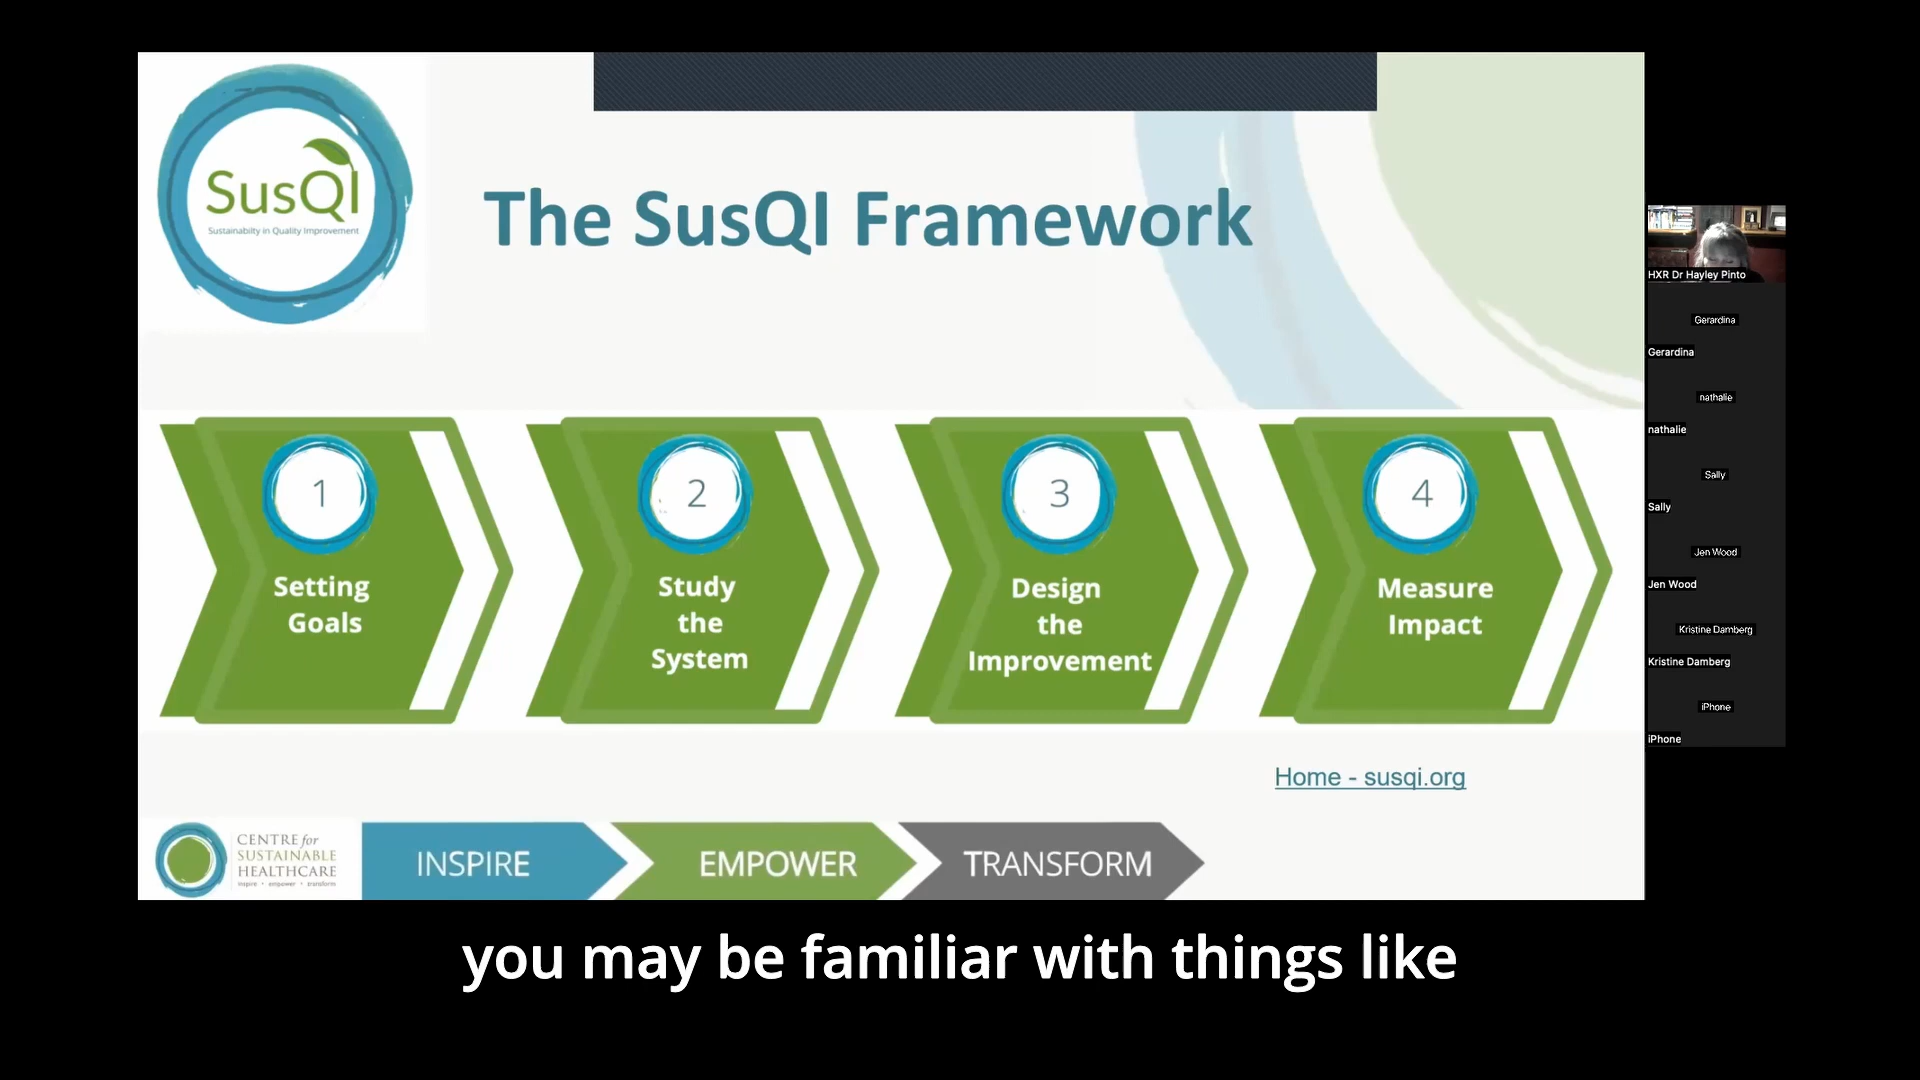 SusQI
Sustainability in Quality Improvement
The SusQI Framework
1
Setting
Goals
2
Study
the
System
3
Design
the
Improvement
4
Measure
Impact
Home - susqi.org
CENTRE for
SUSTAINABLE
HEALTHCARE
inspire • empower • transform
INSPIRE
EMPOWER
TRANSFORM
HXR Dr Hayley Pinto
Gerardina
Gerardina
nathalie
nathalie
Sally
Sally
Jen Wood
Jen Wood
Kristine Damberg
Kristine Damberg
iPhone
iPhone
you may be familiar with things like